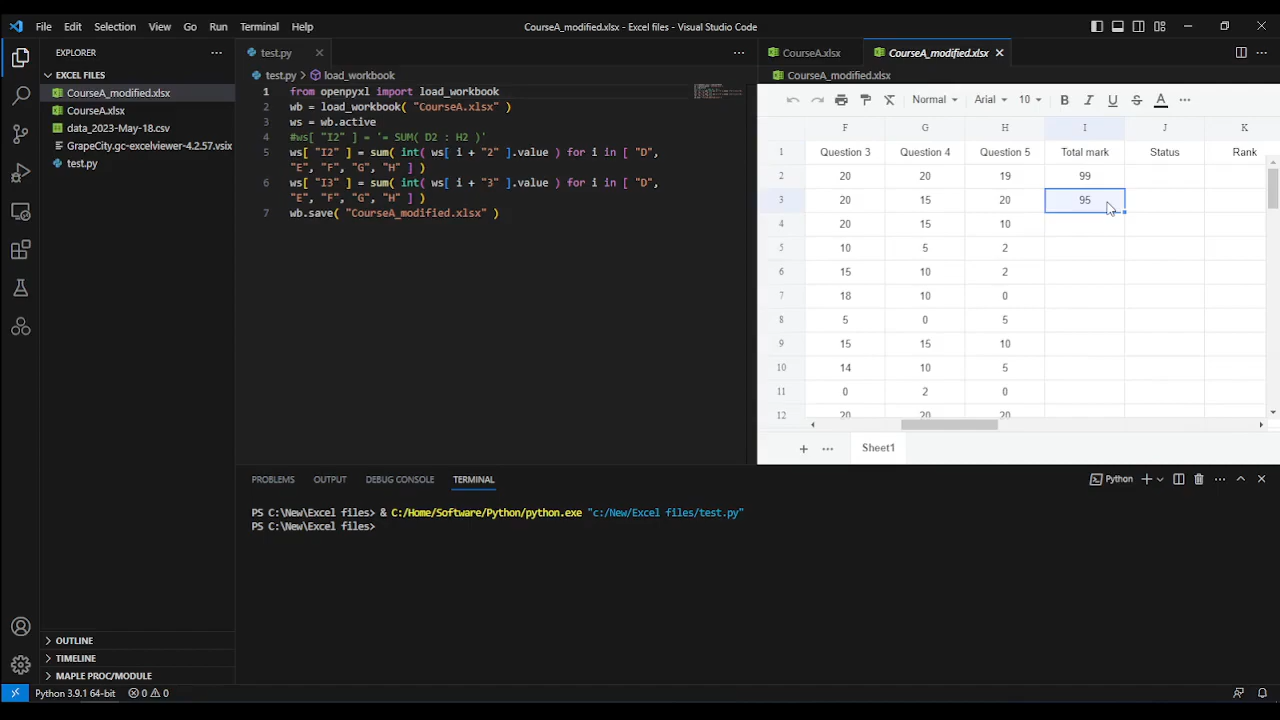 File Edit Selection View Go Run Terminal Help CourseA_modified.xlsx - Excel files - Visual Studio Code
EXPLORER
EXCEL FILES
CourseA_modified.xlsx
CourseA.xlsx
data_2023-May-18.csv
GrapeCity.gc-excelviewer-4.2.57.vsix
test.py
OUTLINE
TIMELINE
MAPLE PROC/MODULE
test.py
test.py > load_workbook
1 from openpyxl import load_workbook
2 wb = load_workbook( "CourseA.xlsx" )
3 ws = wb.active
4 #ws[ "I2" ] = '= SUM( D2 : H2 )'
5 ws[ "I2" ] = sum( int( ws[ i + "2" ].value ) for i in [ "D",
"E", "F", "G", "H" ] )
6 ws[ "I3" ] = sum( int( ws[ i + "3" ].value ) for i in [ "D",
"E", "F", "G", "H" ] )
7 wb.save( "CourseA_modified.xlsx" )
CourseA.xlsx CourseA_modified.xlsx
CourseA_modified.xlsx
Normal Arial 10 B I U S A
F G H I J K
1 Question 3 Question 4 Question 5 Total mark Status Rank
2 20 20 19 99
3 20 15 20 95
4 20 15 10
5 10 5 2
6 15 10 2
7 18 10 0
8 5 0 5
9 15 15 10
10 14 10 5
11 0 2 0
12 20 20 20
Sheet1
PROBLEMS OUTPUT DEBUG CONSOLE TERMINAL Python
PS C:\New\Excel files> & C:/Home/Software/Python/python.exe "c:/New/Excel files/test.py"
PS C:\New\Excel files>
Python 3.9.1 64-bit 0 0